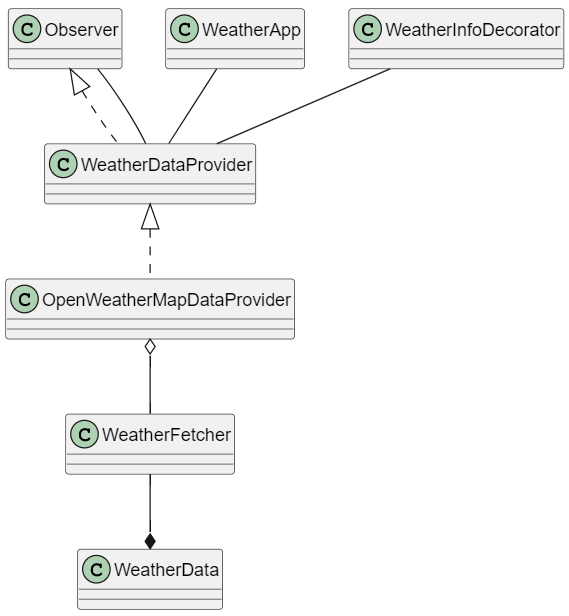 C Observer
C WeatherApp
C WeatherInfoDecorator
C WeatherDataProvider
C OpenWeatherMapDataProvider
C WeatherFetcher
C WeatherData